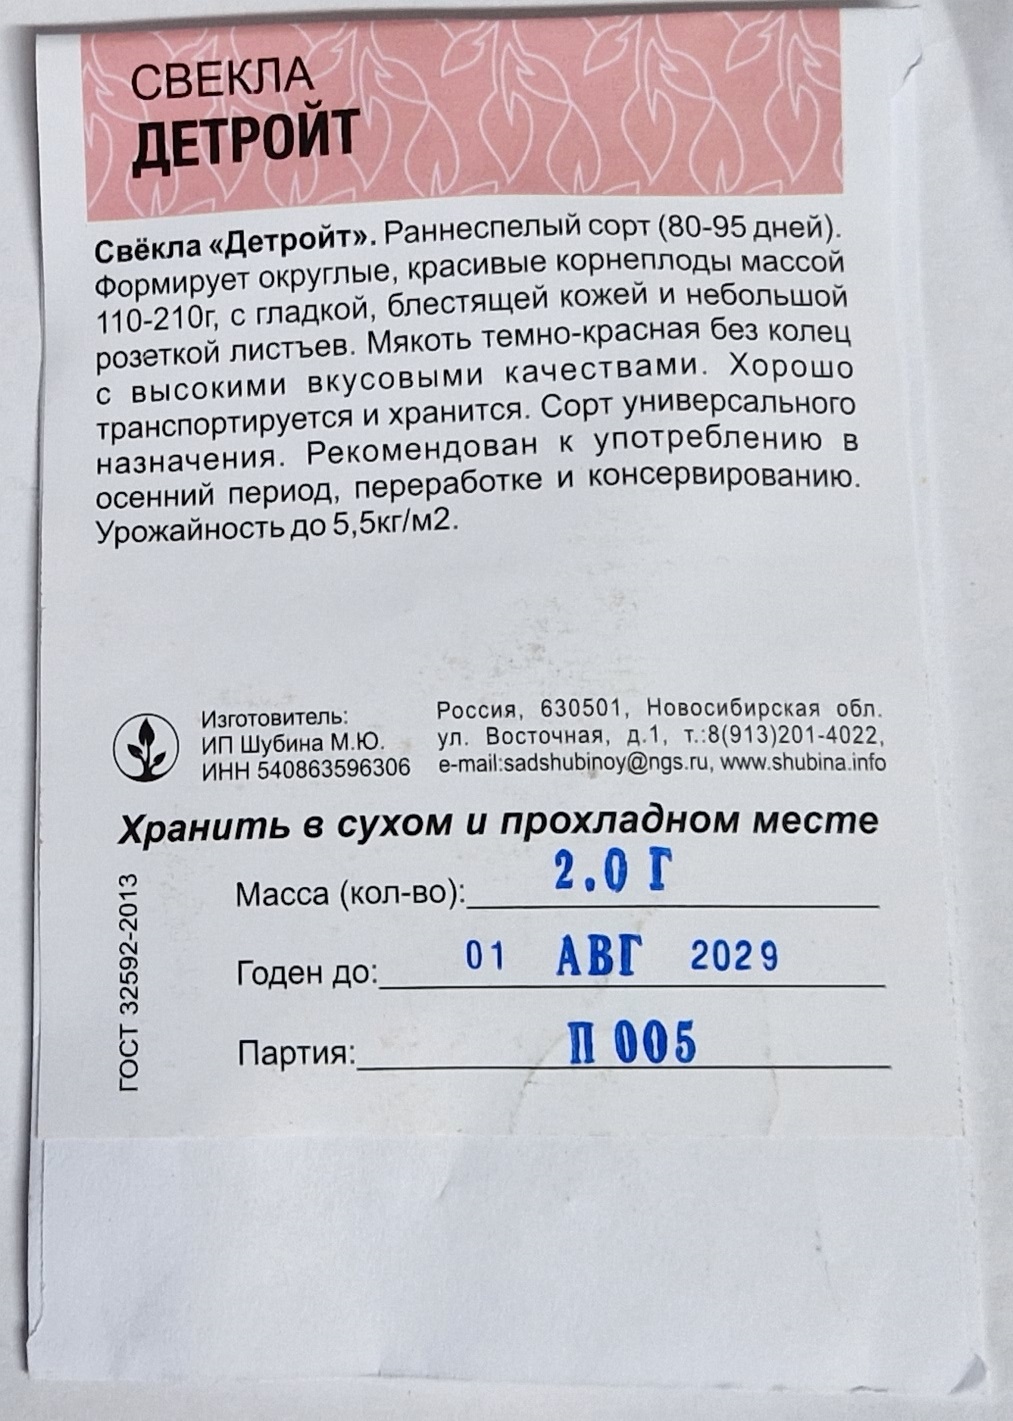 СВЕКЛА
ДЕТРОЙТ
Свёкла «Детройт». Раннеспелый сорт (80-95 дней).
Формирует округлые, красивые корнеплоды массой
110-210г, с гладкой, блестящей кожей и небольшой
розеткой листъев. Мякоть темно-красная без колец
с высокими вкусовыми качествами. Хорошо
транспортируется и хранится. Сорт универсального
назначения. Рекомендован к употреблению в
осенний период, переработке и консервированию.
Урожайность до 5,5кг/м2.
Изготовитель:
ИП Шубина М.Ю.
ИНН 540863596306
Россия, 630501, Новосибирская обл.
ул. Восточная, д.1, т.:8(913)201-4022,
e-mail:sadshubinoy@ngs.ru, www.shubina.info
Хранить в сухом и прохладном месте
ГОСТ 32592-2013
Масса (кол-во): 2.0 Г
Годен до: 01 АВГ 2029
Партия: П 005